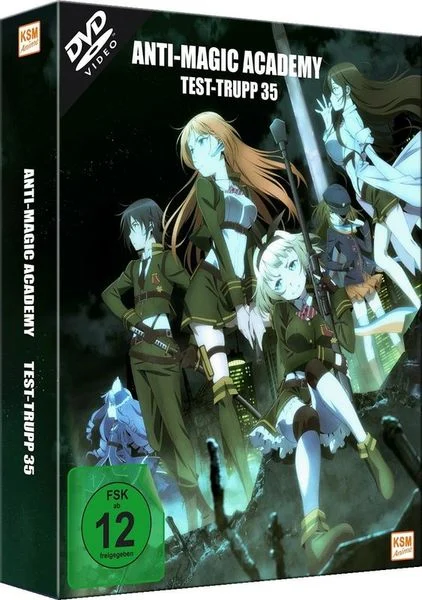 KSM
Anime
DVD
VIDEO
ANTI-MAGIC ACADEMY
TEST-TRUPP 35
ANTI-MAGIC ACADEMY TEST-TRUPP 35
FSK
ab
12
freigegeben
KSM
Anime